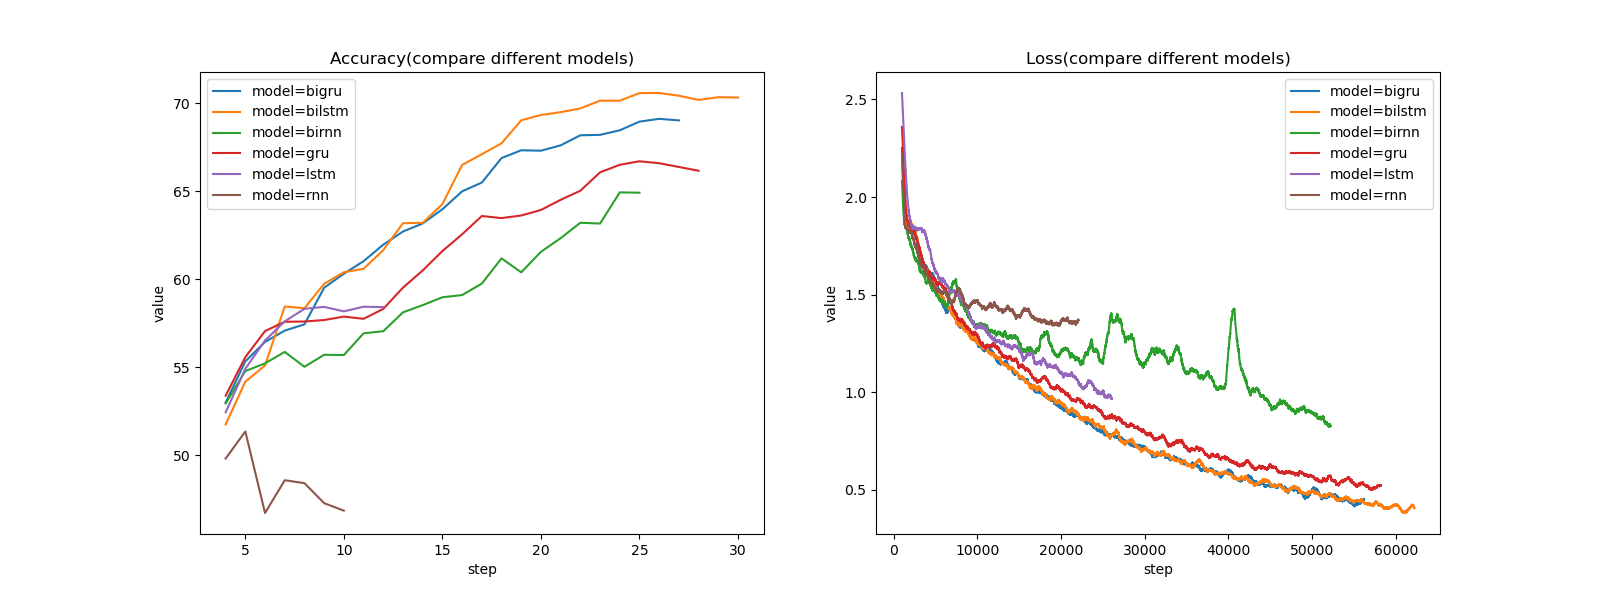 Accuracy(compare different models)
model=bigru
model=bilstm
model=birnn
model=gru
model=lstm
model=rnn
70
65
60
55
50
value
5
10
15
20
25
30
step
Loss(compare different models)
model=bigru
model=bilstm
model=birnn
model=gru
model=lstm
model=rnn
2.5
2.0
1.5
1.0
0.5
value
0
10000
20000
30000
40000
50000
60000
step